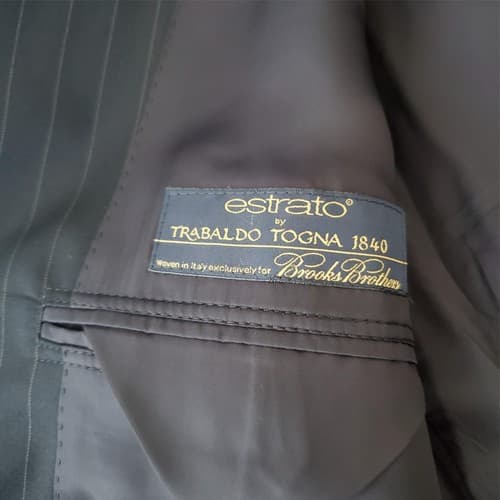 estrato®
by
TRABALDO TOGNA 1840
Woven in Italy exclusively for Brooks Brothers